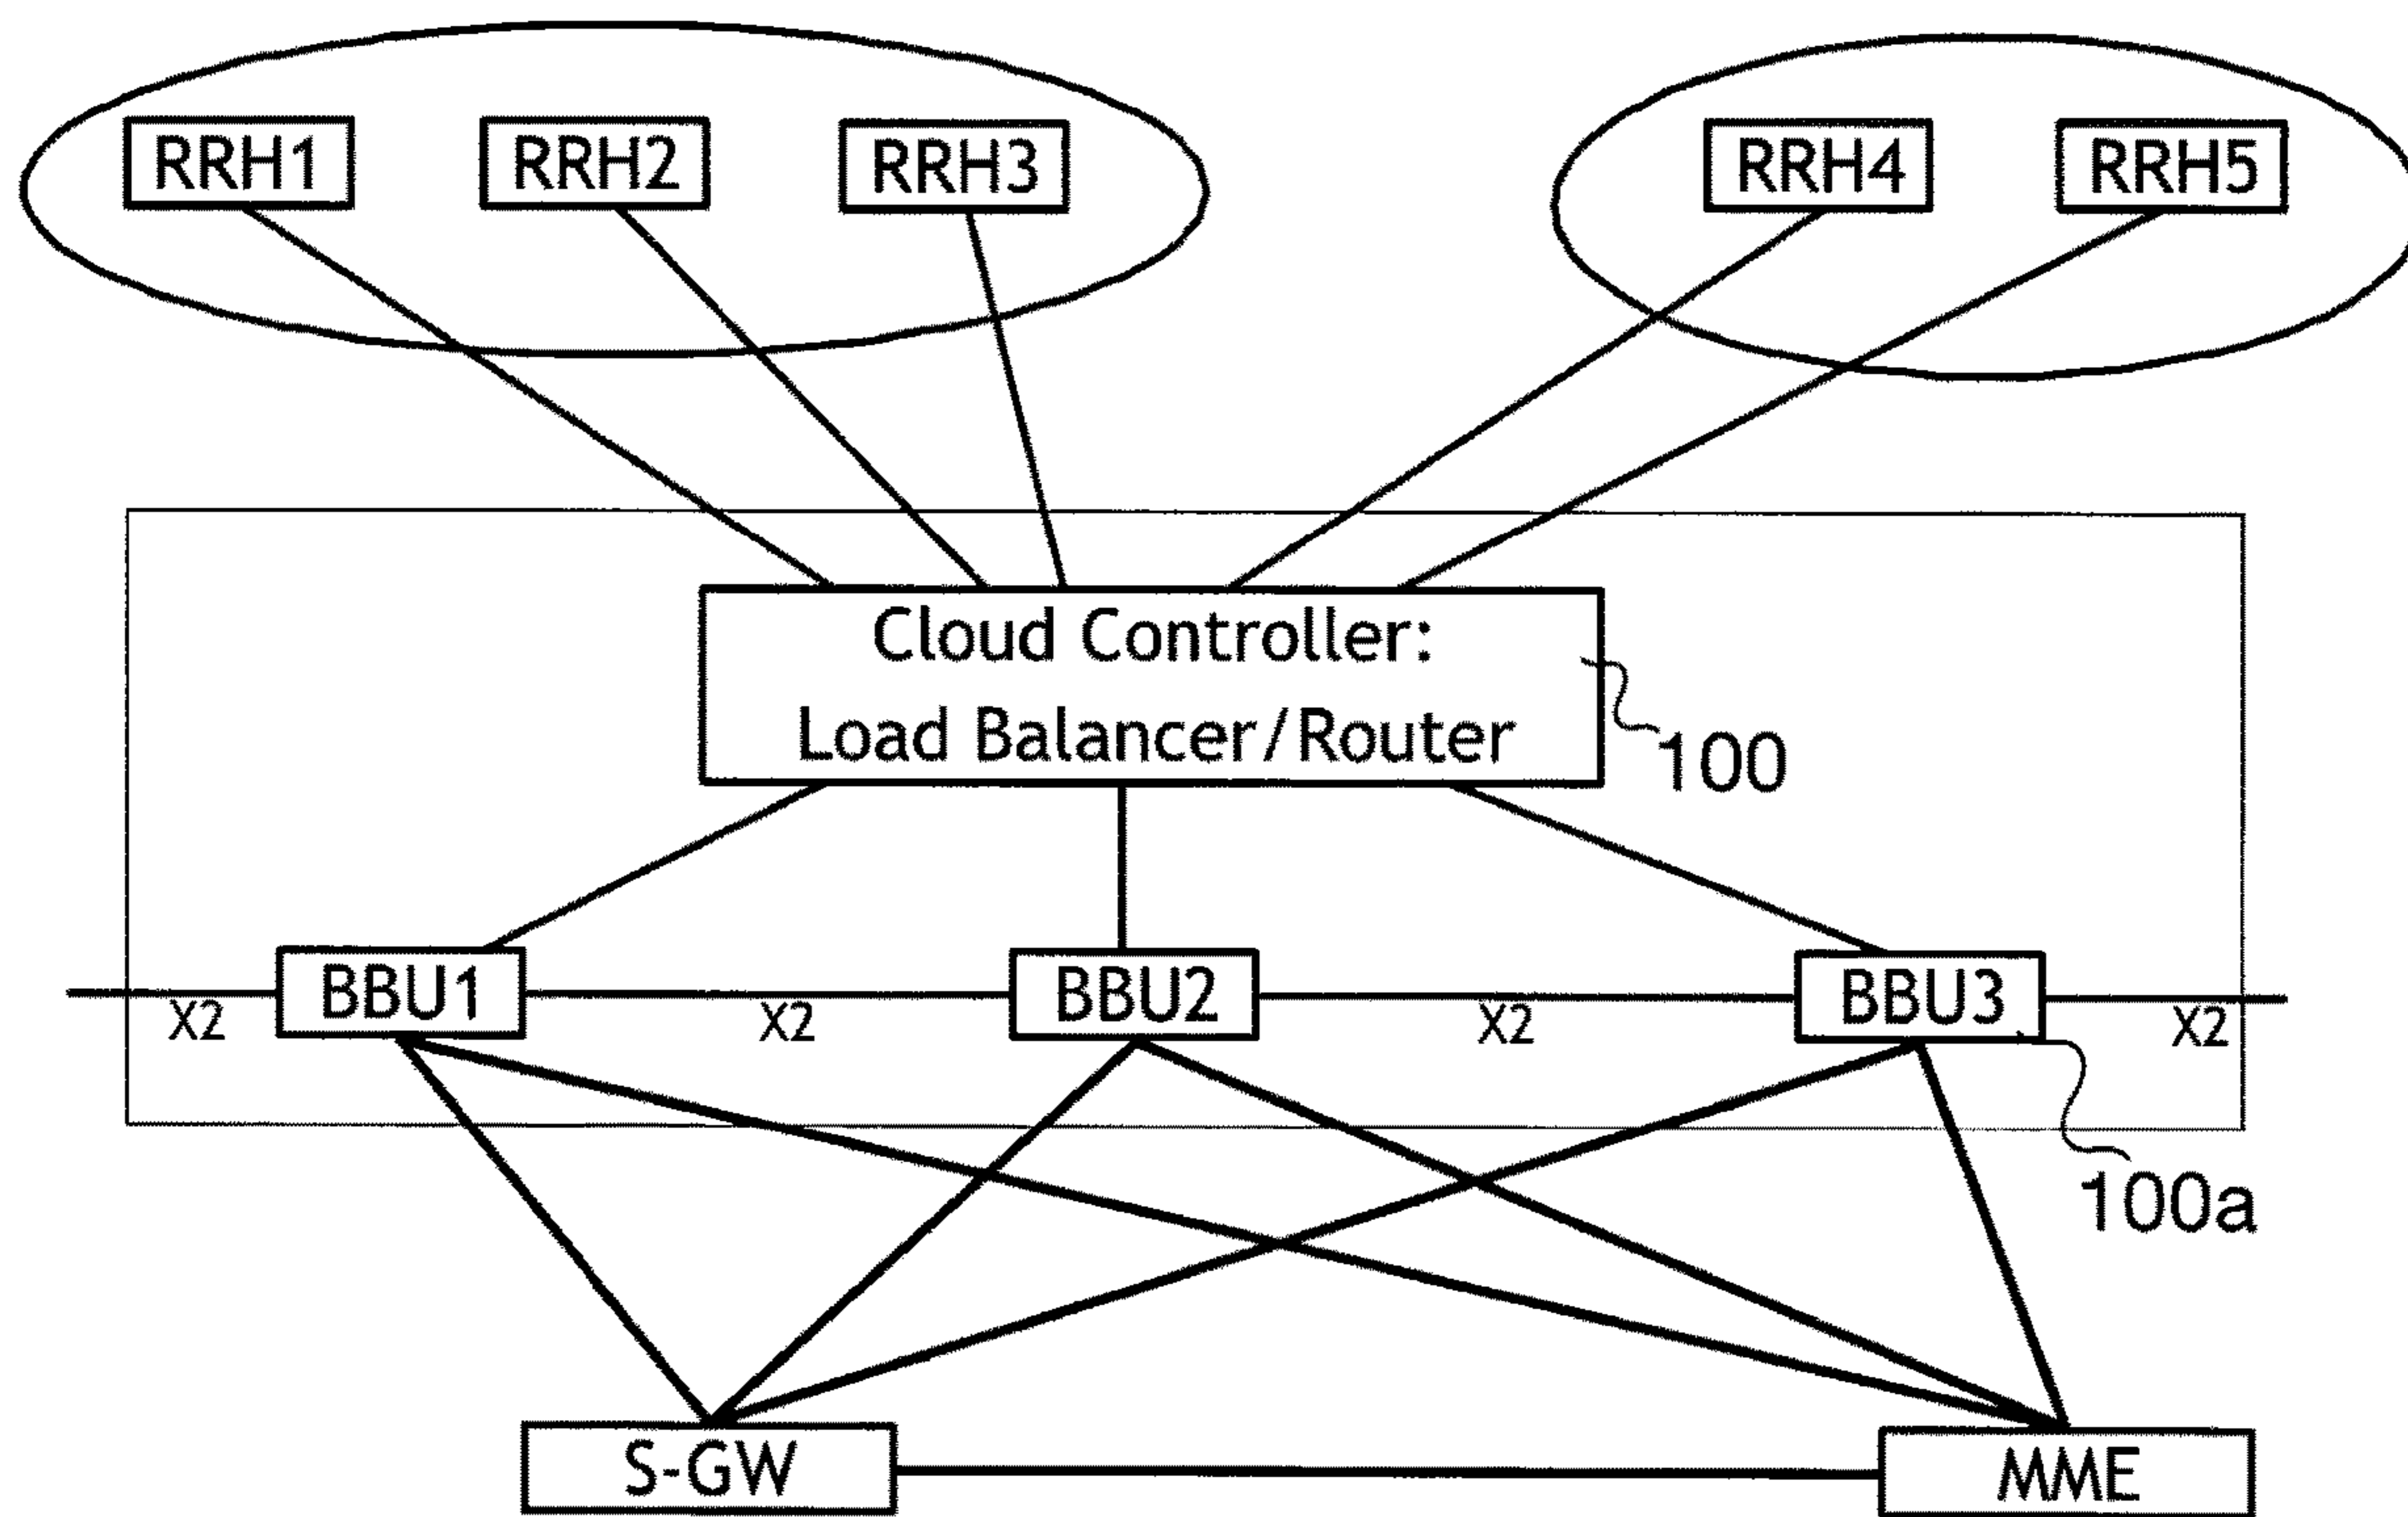 RRH1
RRH2
RRH3
RRH4
RRH5
Cloud Controller:
Load Balancer/Router
100
BBU1
BBU2
BBU3
X2
X2
X2
X2
100a
S-GW
MME